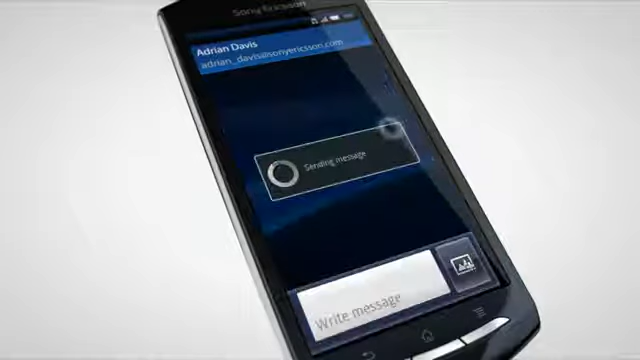 Sony Ericsson
Adrian Davis
adrian_davis@sonyericsson.com
Sending message
Write message